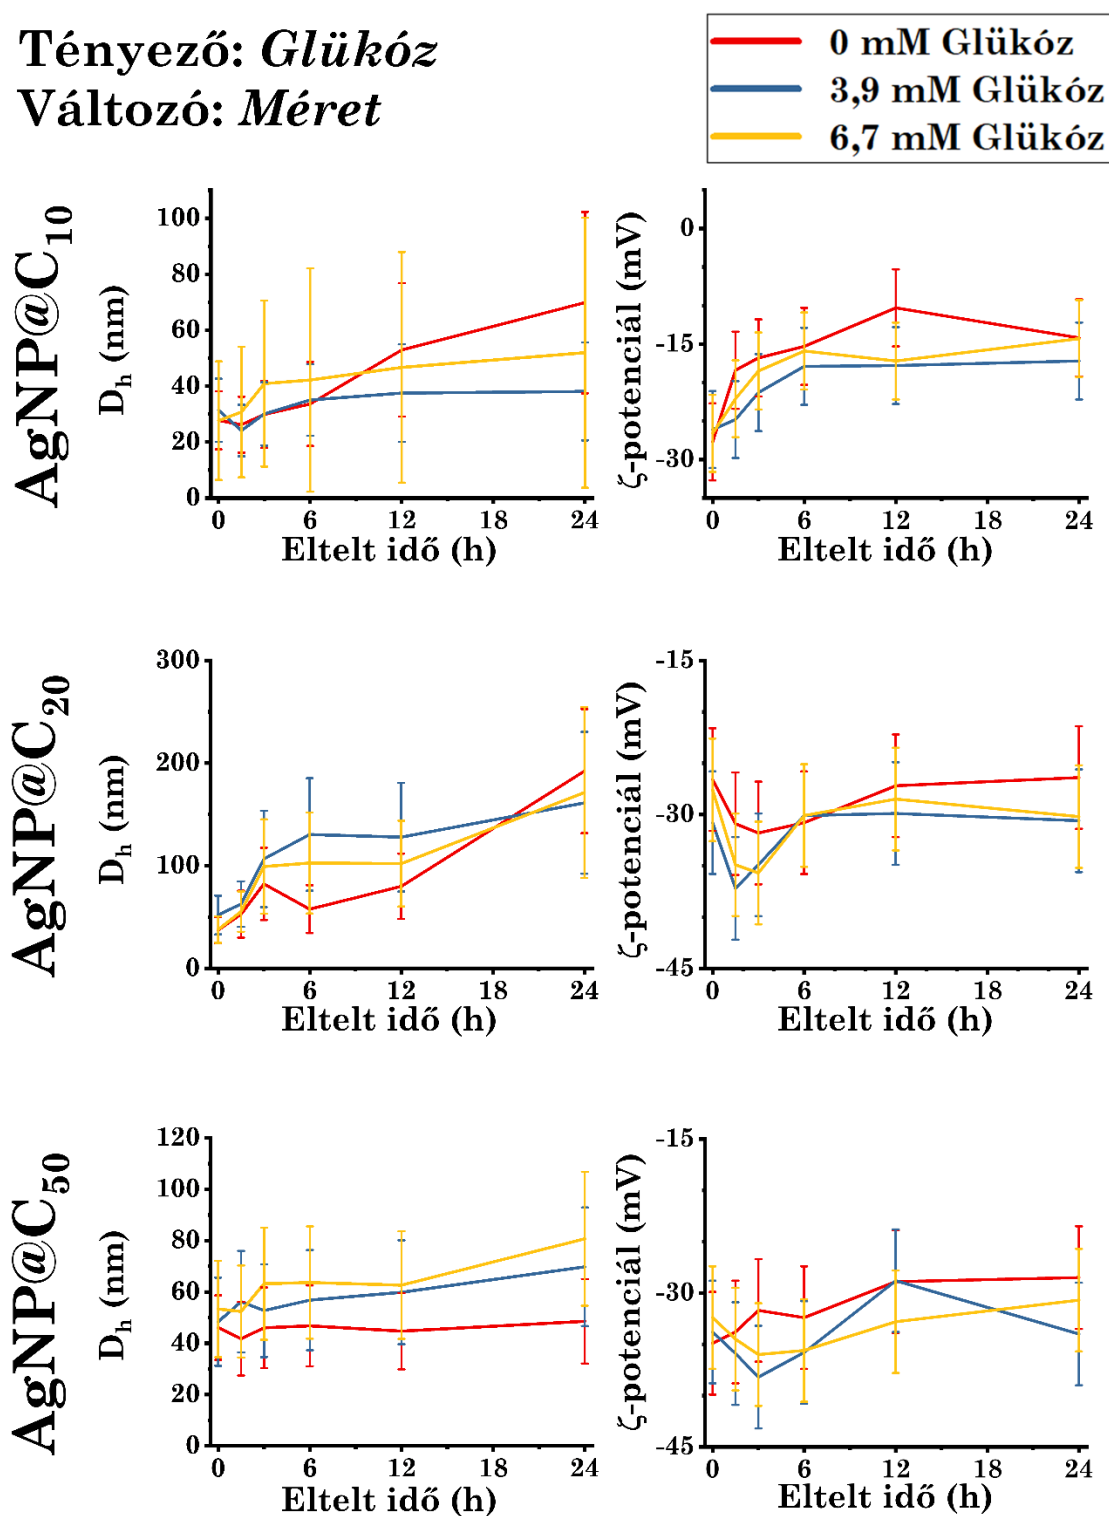 Tényező: Glükóz
Változó: Méret
0 mM Glükóz
3,9 mM Glükóz
6,7 mM Glükóz
AgNP@C10
Dh (nm)
100
80
60
40
20
0
0 6 12 18 24
Eltelt idő (h)
ζ-potenciál (mV)
0
-15
-30
0 6 12 18 24
Eltelt idő (h)
AgNP@C20
Dh (nm)
300
200
100
0
0 6 12 18 24
Eltelt idő (h)
ζ-potenciál (mV)
-15
-30
-45
0 6 12 18 24
Eltelt idő (h)
AgNP@C50
Dh (nm)
120
100
80
60
40
20
0
0 6 12 18 24
Eltelt idő (h)
ζ-potenciál (mV)
-15
-30
-45
0 6 12 18 24
Eltelt idő (h)